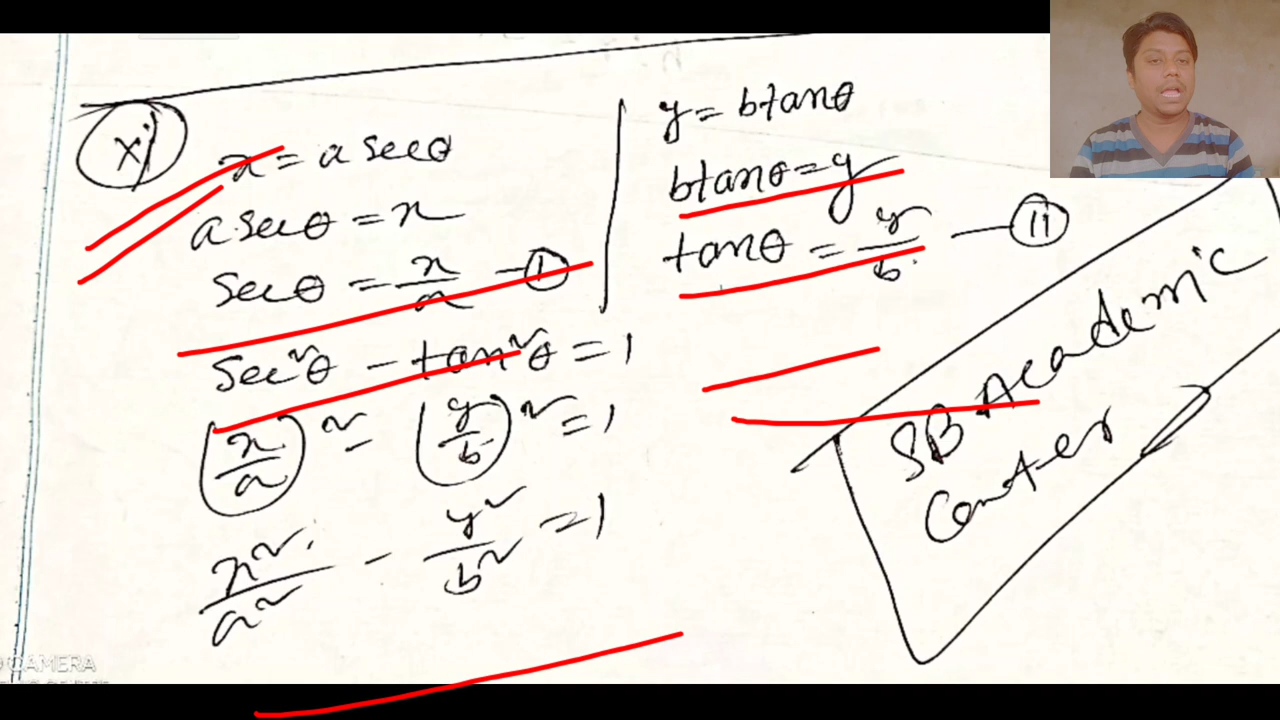 xi)
x = a secθ
a secθ = x
secθ = x/a — (i)
y = b tanθ
b tanθ = y
tanθ = y/b — (ii)
sec²θ – tan²θ = 1
(x/a)² – (y/b)² = 1
x²/a² – y²/b² = 1
SB Academic
Center
CAMERA